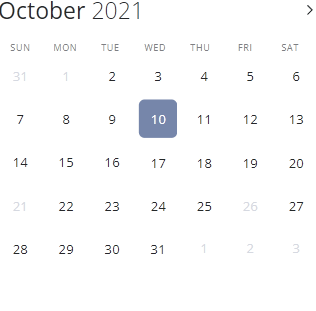 October 2021
SUN MON TUE WED THU FRI SAT
31 1 2 3 4 5 6
7 8 9 10 11 12 13
14 15 16 17 18 19 20
21 22 23 24 25 26 27
28 29 30 31 1 2 3